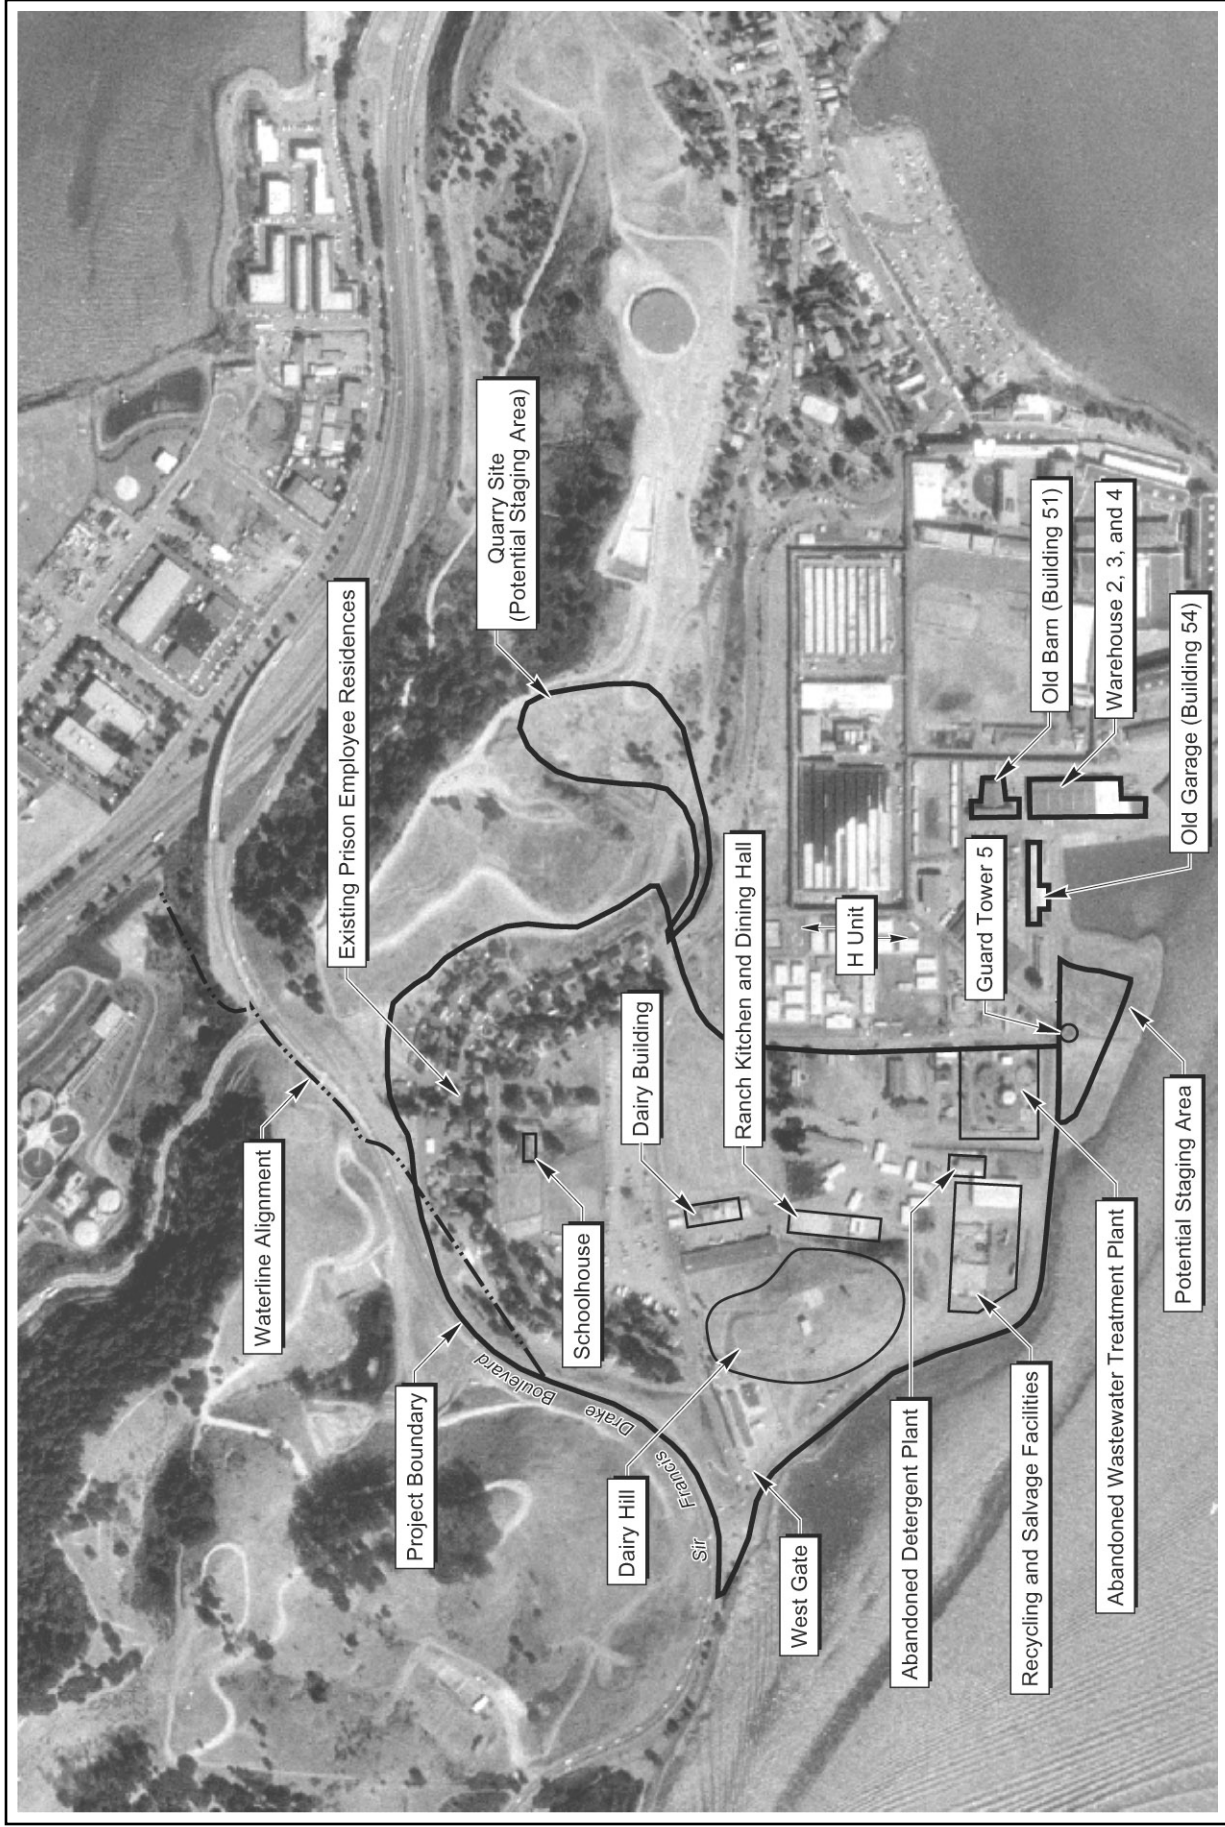 Waterline Alignment
Existing Prison Employee Residences
Quarry Site
(Potential Staging Area)
Project Boundary
Schoolhouse
Dairy Building
Ranch Kitchen and Dining Hall
H Unit
Guard Tower 5
Old Barn (Building 51)
Warehouse 2, 3, and 4
Old Garage (Building 54)
Sir Francis Drake Boulevard
Dairy Hill
West Gate
Abandoned Detergent Plant
Recycling and Salvage Facilities
Abandoned Wastewater Treatment Plant
Potential Staging Area